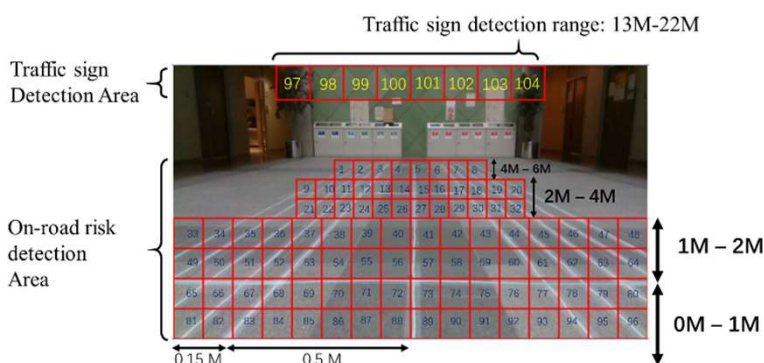 Traffic sign detection range: 13M-22M
Traffic sign
Detection Area
97 98 99 100 101 102 103 104
1 2 3 4 5 6 7 8
4M – 6M
9 10 11 12 13 14 15 16 17 18 19 20
2M – 4M
21 22 23 24 25 26 27 28 29 30 31 32
On-road risk
detection
Area
33 34 35 36 37 38 39 40 41 42 43 44 45 46 47 48
1M – 2M
49 50 51 52 53 54 55 56 57 58 59 60 61 62 63 64
65 66 67 68 69 70 71 72 73 74 75 76 77 78 79 80
0M – 1M
81 82 83 84 85 86 87 88 89 90 91 92 93 94 95 96
0.15 M 0.5 M